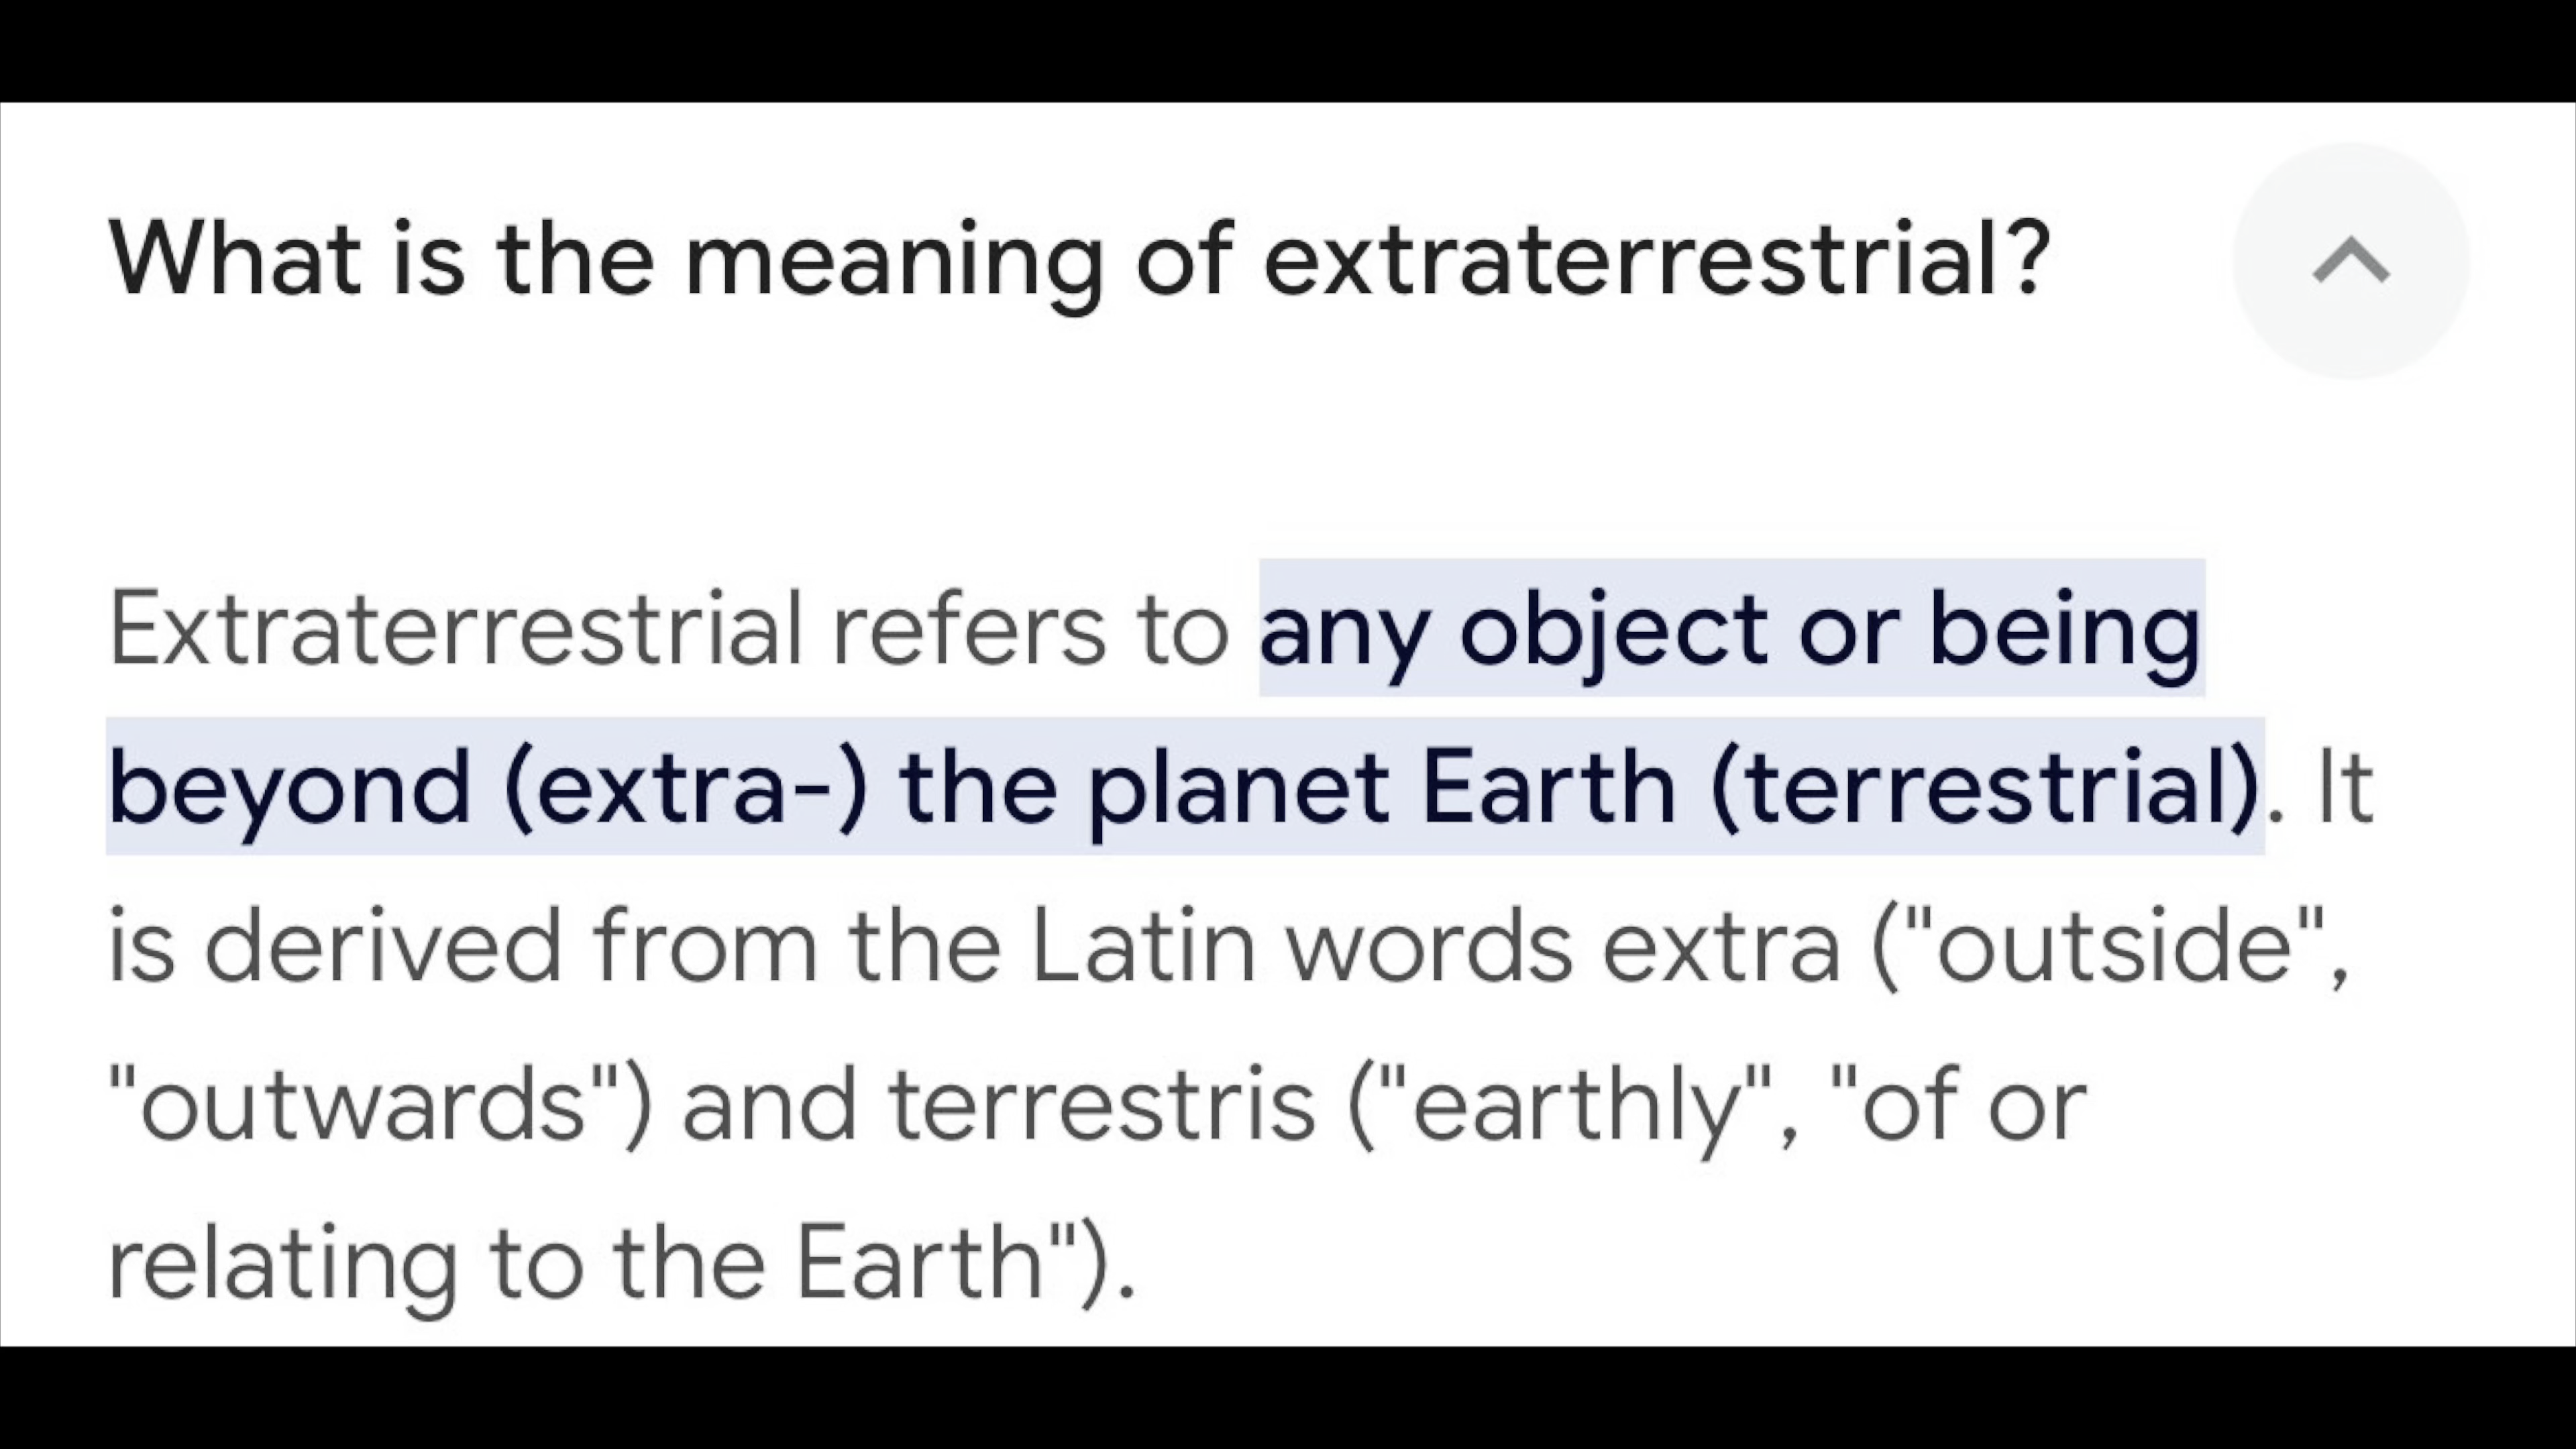 What is the meaning of extraterrestrial?
Extraterrestrial refers to any object or being
beyond (extra-) the planet Earth (terrestrial). It
is derived from the Latin words extra ("outside",
"outwards") and terrestris ("earthly", "of or
relating to the Earth").